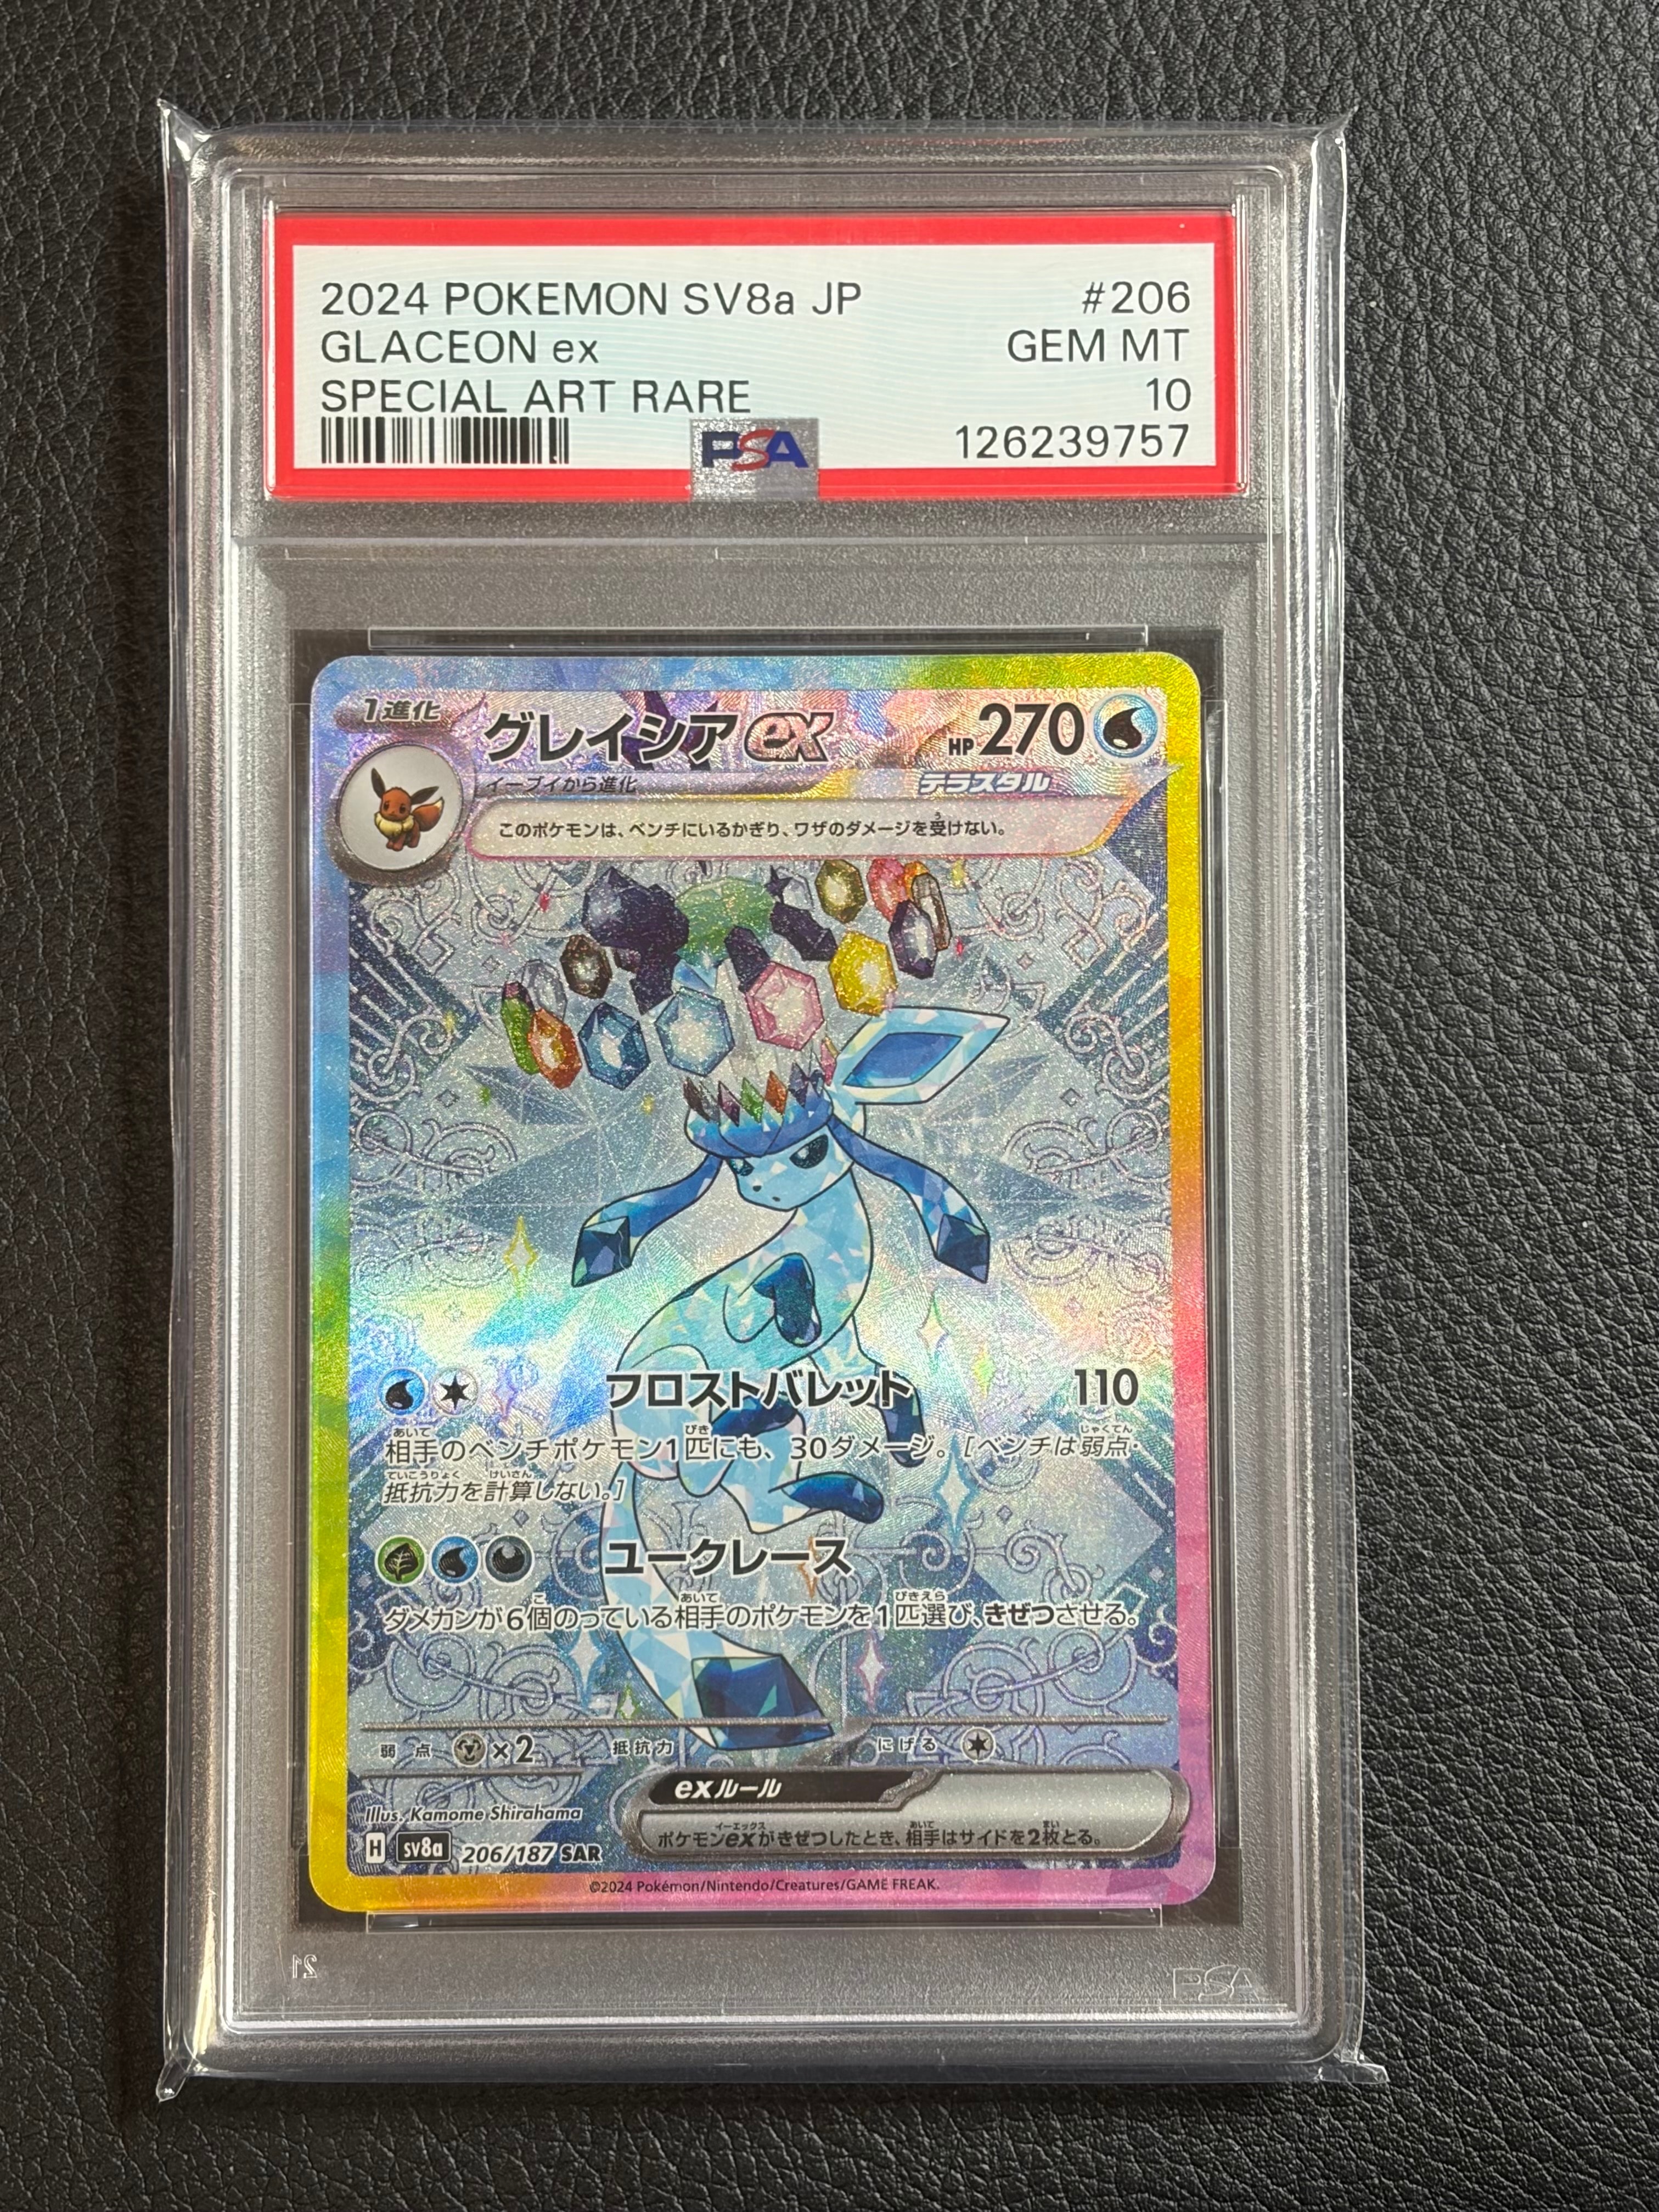 2024 POKEMON SV8a JP #206
GLACEON ex GEM MT
SPECIAL ART RARE 10
PSA 126239757
1進化
グレイシアex HP270
イーブイから進化 テラスタル
このポケモンは、ベンチにいるかぎり、ワザのダメージを受けない。
フロストバレット 110
相手のベンチポケモン1匹にも、30ダメージ。[ベンチは弱点・
抵抗力を計算しない。]
ユークレース
ダメカンが6個のっている相手のポケモンを1匹選び、きぜつさせる。
弱点 ×2 抵抗力 にげる
exルール
ポケモンexがきぜつしたとき、相手はサイドを2枚とる。
Illus. Kamome Shirahama
H SV8a 206/187 SAR
©2024 Pokémon/Nintendo/Creatures/GAME FREAK.
21 PSA